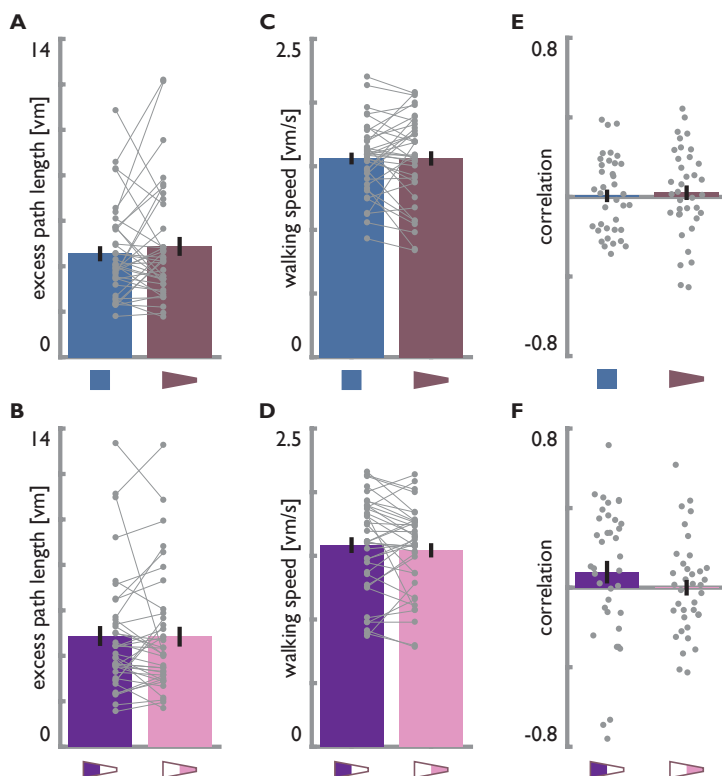 A
14
excess path length [vm]
0
C
2.5
walking speed [vm/s]
0
E
0.8
correlation
-0.8
B
14
excess path length [vm]
0
D
2.5
walking speed [vm/s]
0
F
0.8
correlation
-0.8